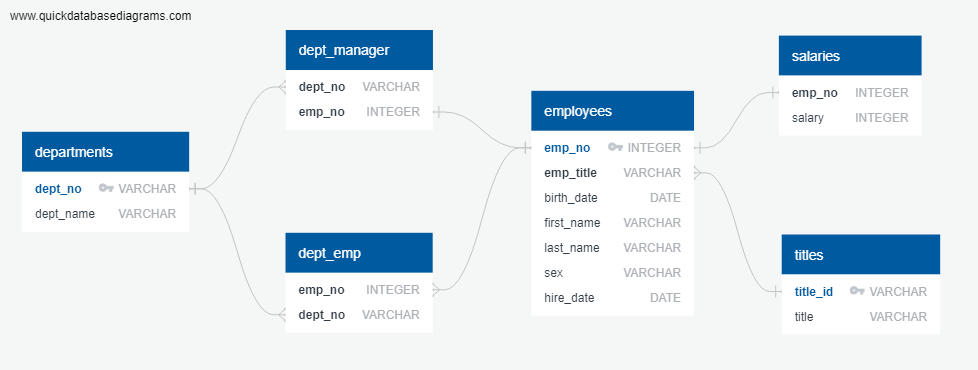 www.quickdatabasediagrams.com
departments
dept_no VARCHAR
dept_name VARCHAR
dept_manager
dept_no VARCHAR
emp_no INTEGER
dept_emp
emp_no INTEGER
dept_no VARCHAR
employees
emp_no INTEGER
emp_title VARCHAR
birth_date DATE
first_name VARCHAR
last_name VARCHAR
sex VARCHAR
hire_date DATE
salaries
emp_no INTEGER
salary INTEGER
titles
title_id VARCHAR
title VARCHAR